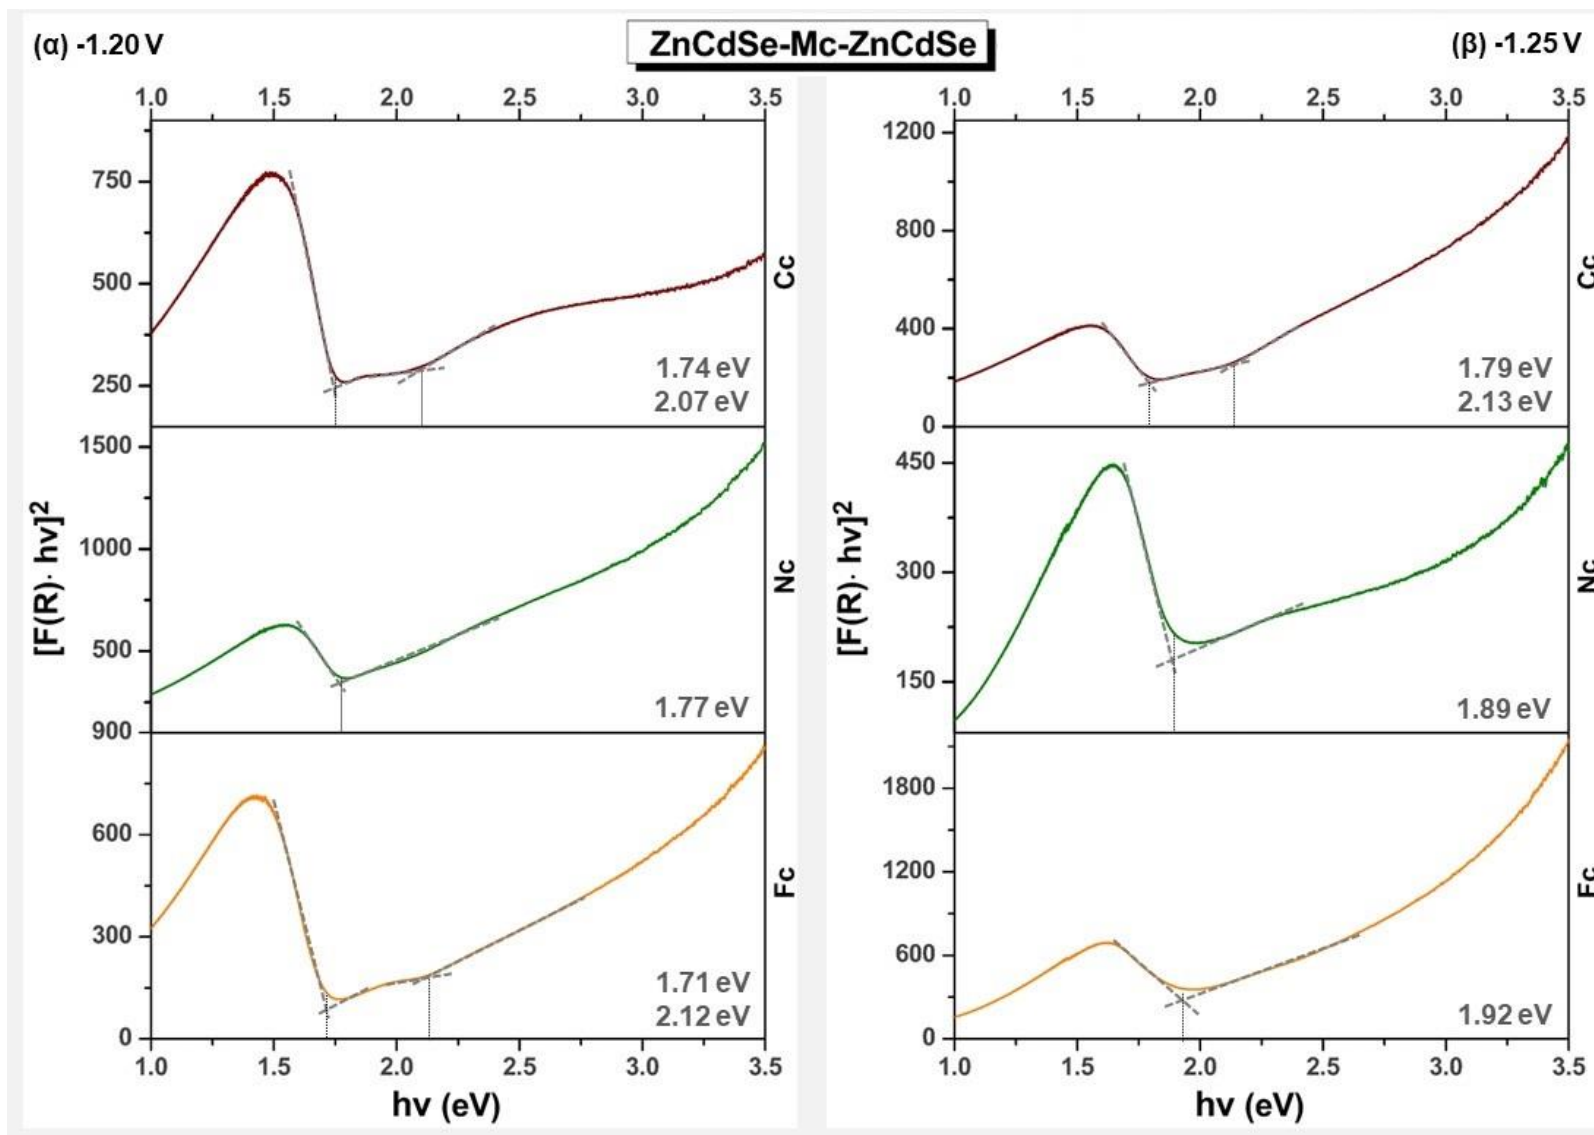 (α) -1.20 V
ZnCdSe-Mc-ZnCdSe
(β) -1.25 V
1.0 1.5 2.0 2.5 3.0 3.5
750
500
250
Cc
1.74 eV
2.07 eV
1500
1000
500
Nc
1.77 eV
900
600
300
0
Fc
1.71 eV
2.12 eV
[F(R)· hν]²
1.0 1.5 2.0 2.5 3.0 3.5
hν (eV)
1.0 1.5 2.0 2.5 3.0 3.5
1200
800
400
0
Cc
1.79 eV
2.13 eV
450
300
150
Nc
1.89 eV
1800
1200
600
0
Fc
1.92 eV
[F(R)· hν]²
1.0 1.5 2.0 2.5 3.0 3.5
hν (eV)